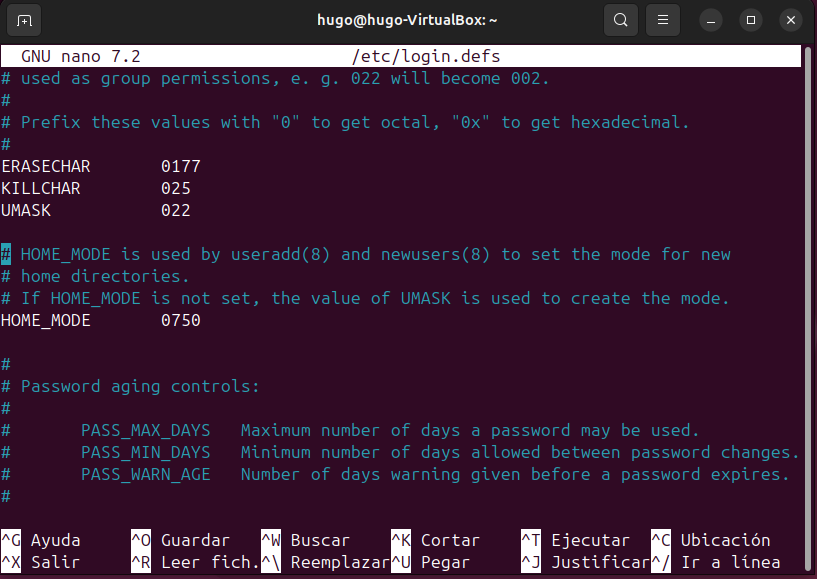 hugo@hugo-VirtualBox: ~
GNU nano 7.2 /etc/login.defs
# used as group permissions, e. g. 022 will become 002.
#
# Prefix these values with "0" to get octal, "0x" to get hexadecimal.
#
ERASECHAR 0177
KILLCHAR 025
UMASK 022
# HOME_MODE is used by useradd(8) and newusers(8) to set the mode for new
# home directories.
# If HOME_MODE is not set, the value of UMASK is used to create the mode.
HOME_MODE 0750
#
# Password aging controls:
#
# PASS_MAX_DAYS Maximum number of days a password may be used.
# PASS_MIN_DAYS Minimum number of days allowed between password changes.
# PASS_WARN_AGE Number of days warning given before a password expires.
#
^G Ayuda ^O Guardar ^W Buscar ^K Cortar ^T Ejecutar ^C Ubicación
^X Salir ^R Leer fich. ^\ Reemplazar ^U Pegar ^J Justificar ^/ Ir a línea